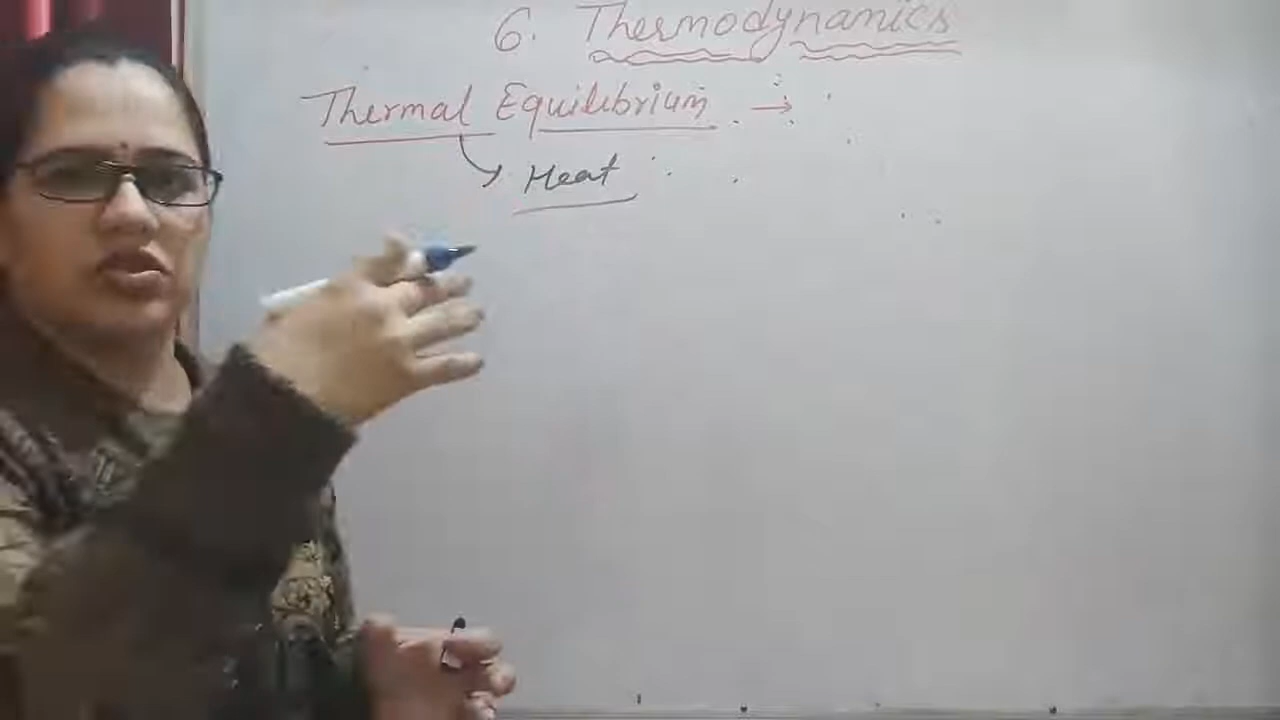 6. Thermodynamics
Thermal Equilibrium →
Heat